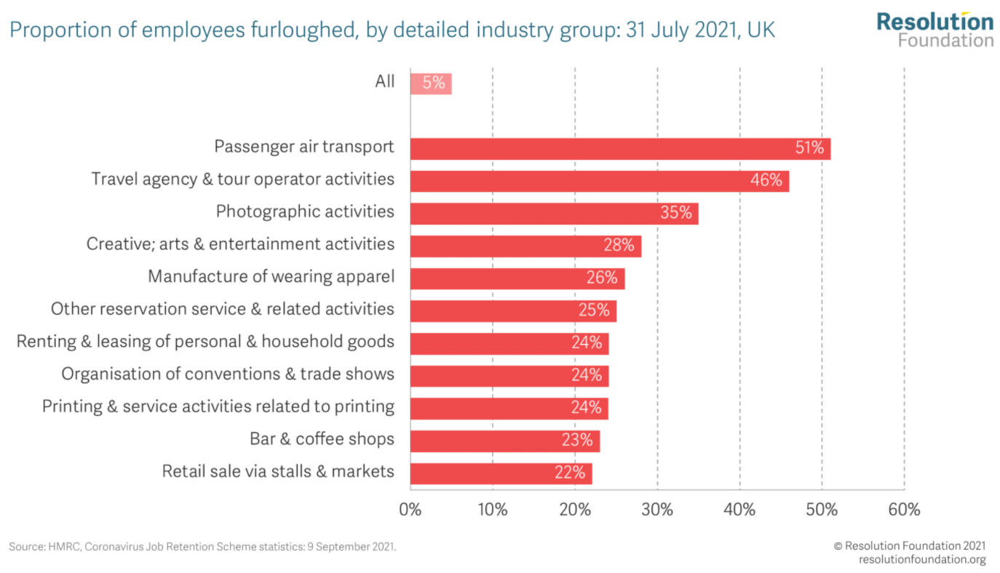 Proportion of employees furloughed, by detailed industry group: 31 July 2021, UK
Resolution
Foundation
All
5%
Passenger air transport
51%
Travel agency & tour operator activities
46%
Photographic activities
35%
Creative; arts & entertainment activities
28%
Manufacture of wearing apparel
26%
Other reservation service & related activities
25%
Renting & leasing of personal & household goods
24%
Organisation of conventions & trade shows
24%
Printing & service activities related to printing
24%
Bar & coffee shops
23%
Retail sale via stalls & markets
22%
0% 10% 20% 30% 40% 50% 60%
Source: HMRC, Coronavirus Job Retention Scheme statistics: 9 September 2021.
© Resolution Foundation 2021
resolutionfoundation.org